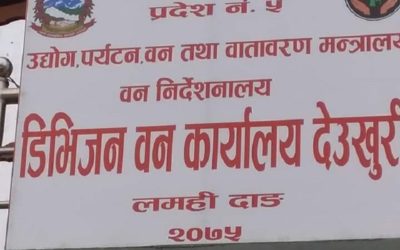 प्रदेश नं. ५
उद्योग,पर्यटन,वन तथा वातावरण मन्त्रालय
वन निर्देशनालय
डिभिजन वन कार्यालय देउखुरी
लमही दाङ
२०७५